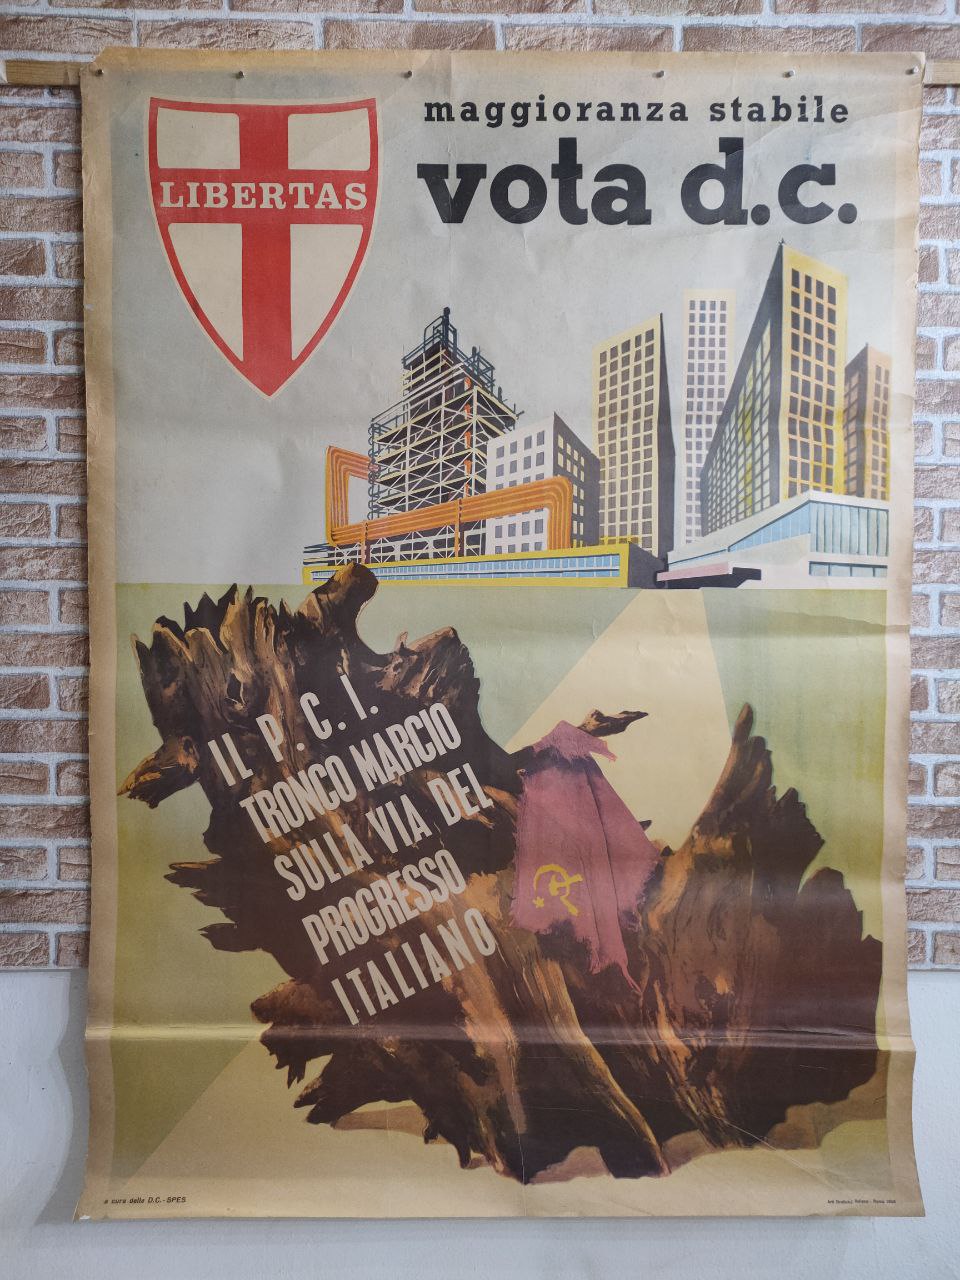 LIBERTAS
maggioranza stabile
vota d.c.
IL P.C.I.
TRONCO MARCIO
SULLA VIA DEL
PROGRESSO
ITALIANO
a cura della D.C.-SPES